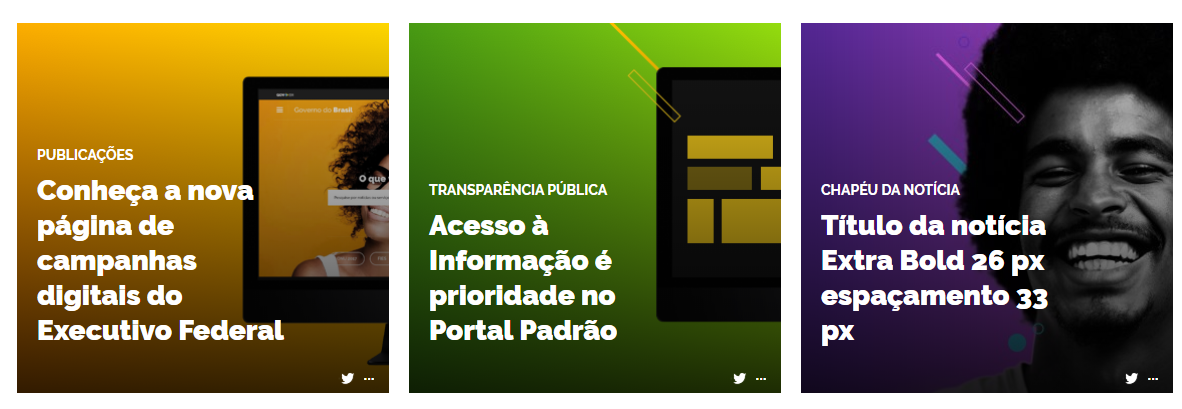 PUBLICAÇÕES
Conheça a nova
página de
campanhas
digitais do
Executivo Federal
Governo do Brasil
O que
TRANSPARÊNCIA PÚBLICA
Acesso à
Informação é
prioridade no
Portal Padrão
CHAPÉU DA NOTÍCIA
Título da notícia
Extra Bold 26 px
espaçamento 33
px